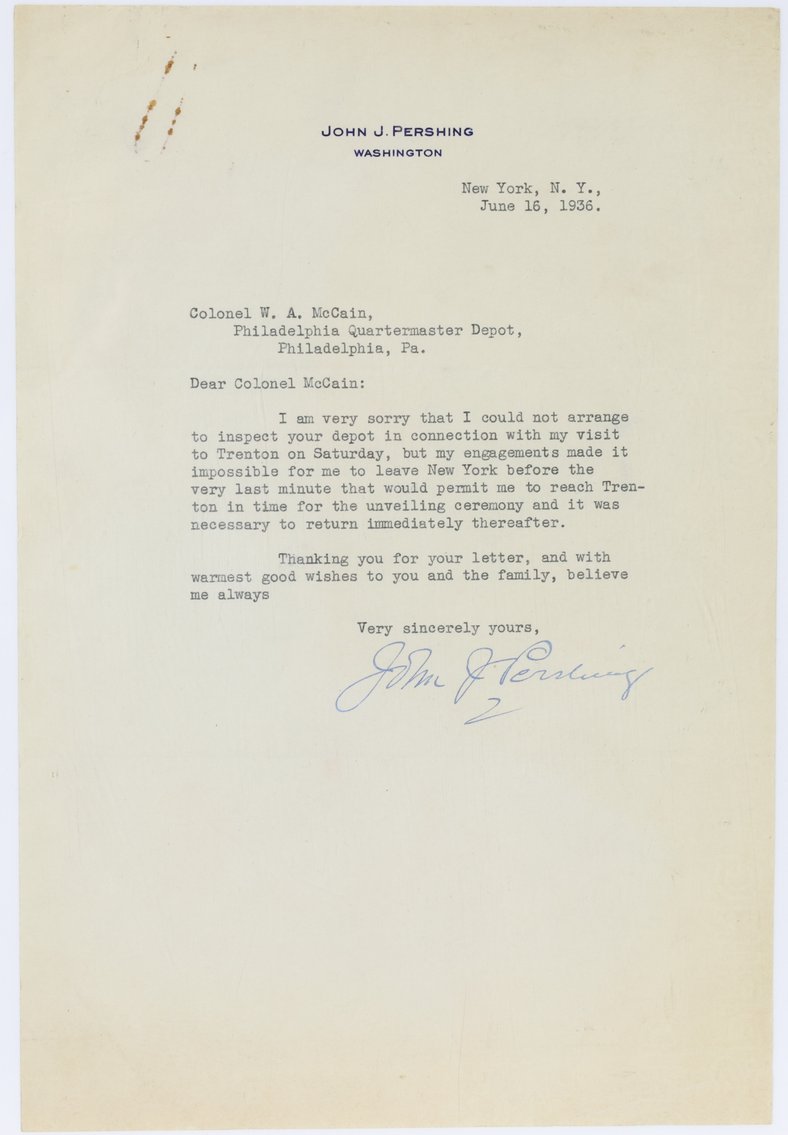 JOHN J. PERSHING
WASHINGTON
New York, N. Y.,
June 16, 1936.
Colonel W. A. McCain,
Philadelphia Quartermaster Depot,
Philadelphia, Pa.
Dear Colonel McCain:
I am very sorry that I could not arrange
to inspect your depot in connection with my visit
to Trenton on Saturday, but my engagements made it
impossible for me to leave New York before the
very last minute that would permit me to reach Tren-
ton in time for the unveiling ceremony and it was
necessary to return immediately thereafter.
Thanking you for your letter, and with
warmest good wishes to you and the family, believe
me always
Very sincerely yours,
John J. Pershing